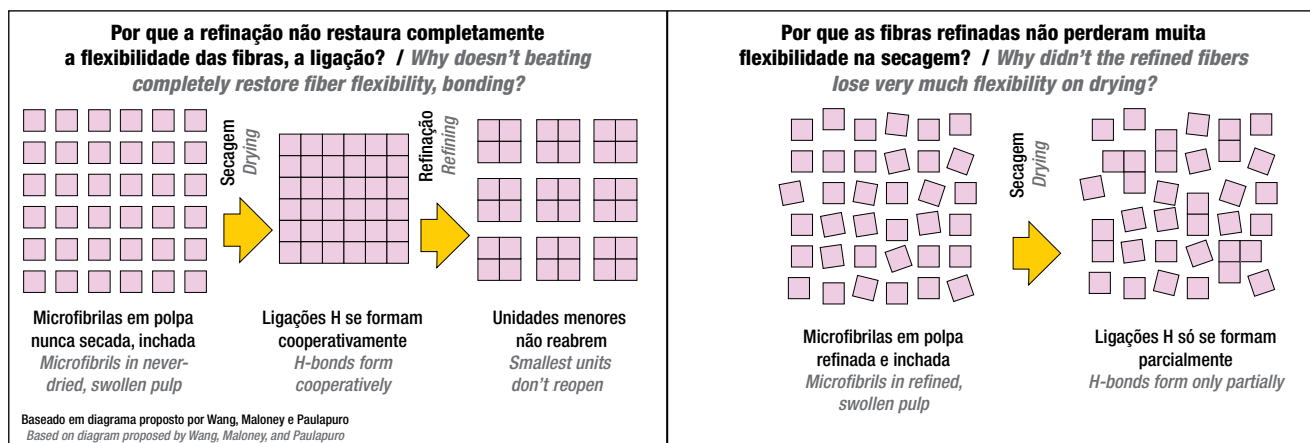 Por que a refinação não restaura completamente
a flexibilidade das fibras, a ligação? / Why doesn't beating
completely restore fiber flexibility, bonding?
Secagem
Drying
Refinação
Refining
Microfibrilas em polpa
nunca secada, inchada
Microfibrils in never-
dried, swollen pulp
Ligações H se formam
cooperativamente
H-bonds form
cooperatively
Unidades menores
não reabrem
Smallest units
don't reopen
Baseado em diagrama proposto por Wang, Maloney e Paulapuro
Based on diagram proposed by Wang, Maloney, and Paulapuro
Por que as fibras refinadas não perderam muita
flexibilidade na secagem? / Why didn't the refined fibers
lose very much flexibility on drying?
Secagem
Drying
Microfibrilas em polpa
refinada e inchada
Microfibrils in refined,
swollen pulp
Ligações H só se formam
parcialmente
H-bonds form only partially